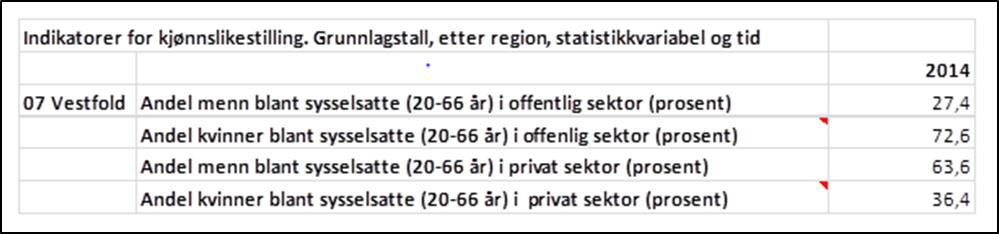 Indikatorer for kjønnslikestilling. Grunnlagstall, etter region, statistikkvariabel og tid
2014
07 Vestfold Andel menn blant sysselsatte (20-66 år) i offentlig sektor (prosent) 27,4
Andel kvinner blant sysselsatte (20-66 år) i offenlig sektor (prosent) 72,6
Andel menn blant sysselsatte (20-66 år) i privat sektor (prosent) 63,6
Andel kvinner blant sysselsatte (20-66 år) i privat sektor (prosent) 36,4